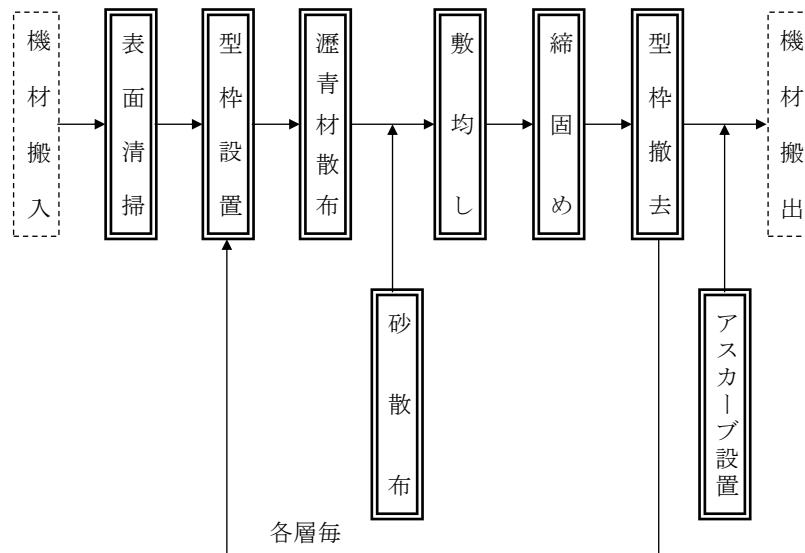 機材搬入
表面清掃
型枠設置
瀝青材散布
敷均し
締固め
型枠撤去
機材搬出
砂散布
アスカーブ設置
各層毎